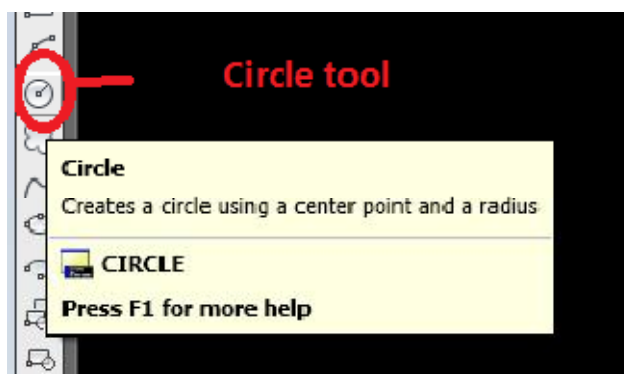 Circle tool
Circle
Creates a circle using a center point and a radius
CIRCLE
Press F1 for more help